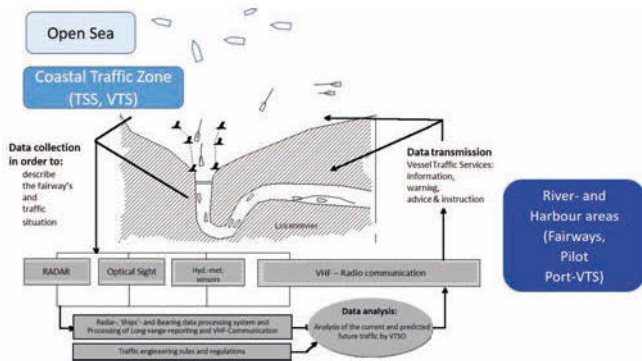 Open Sea
Coastal Traffic Zone
(TSS, VTS)
Data collection
in order to:
describe
the fairway's
and
traffic
situation
Data transmission
Vessel Traffic Services:
Information,
warning,
advice & instruction
River- and
Harbour areas
(Fairways,
Pilot
Port-VTS)
RADAR
Optical Sight
Hyd.-met.
sensors
VHF – Radio communication
Radar-, Ships'- and Bearing data processing system and
Processing of Long-range-reporting and VHF-Communication
Traffic engineering rules and regulations
Data analysis:
Analysis of the current and predicted
future traffic by VTSO